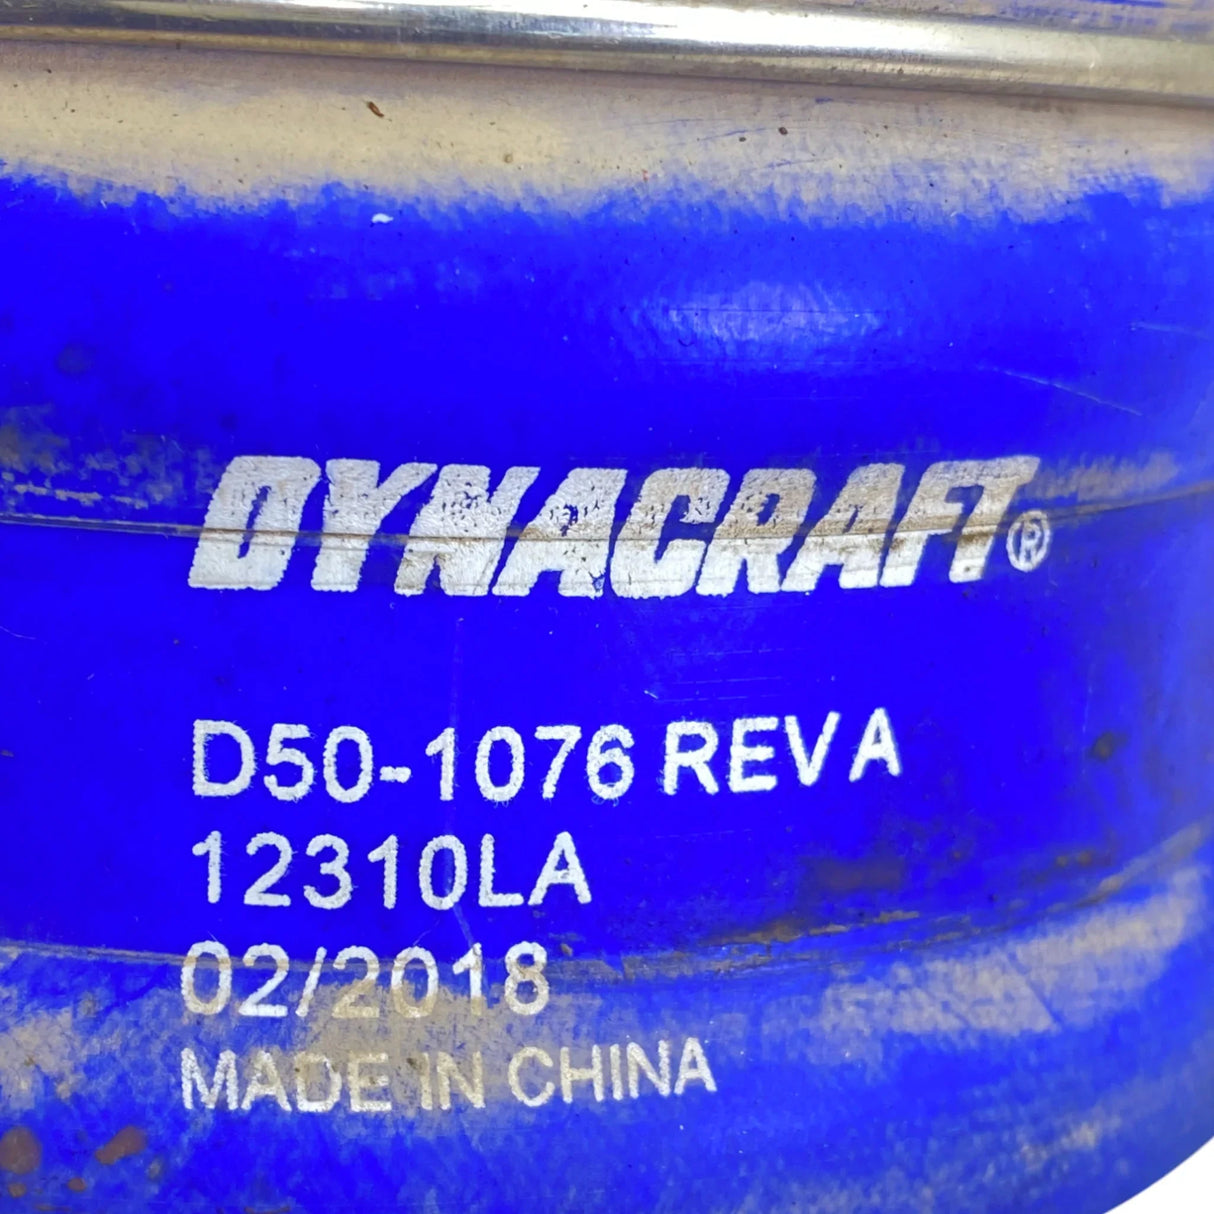 DYNACRAFT®
D50-1076 REV A
12310LA
02/2018
MADE IN CHINA